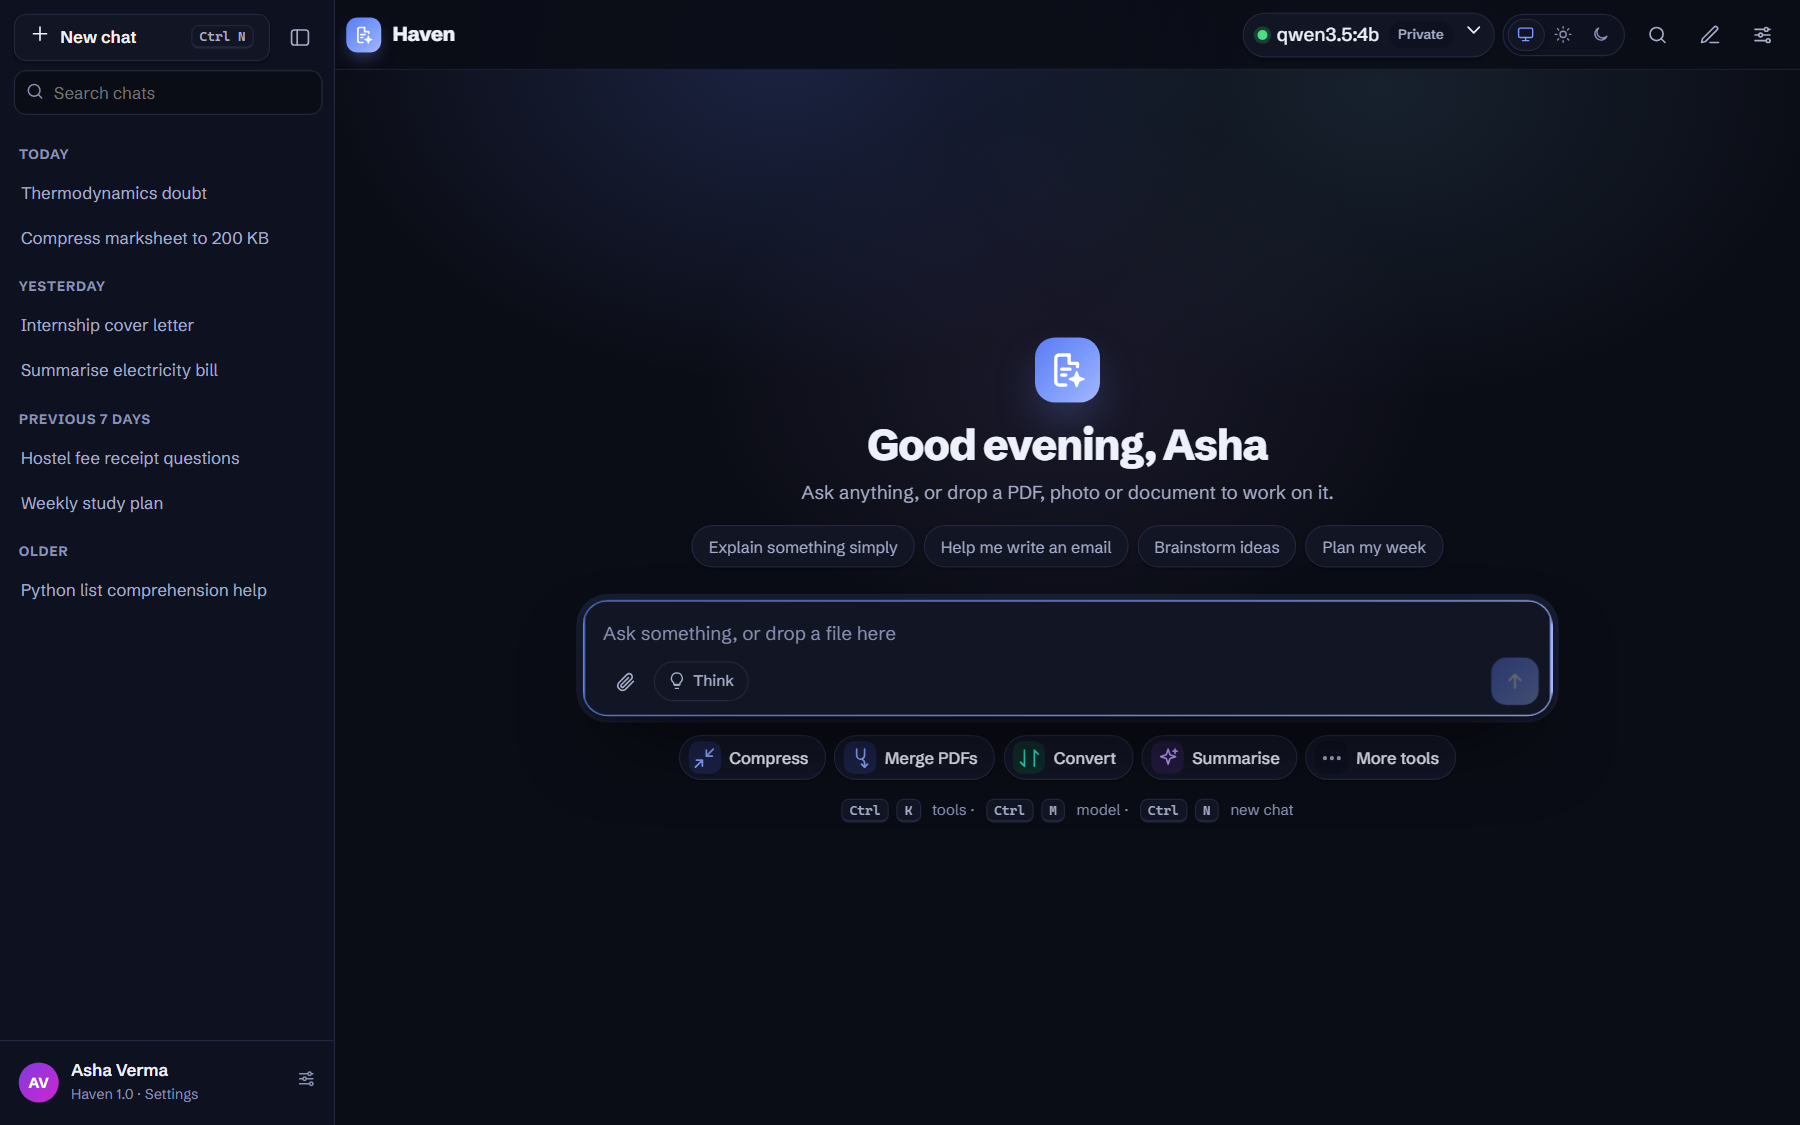 New chat
Ctrl N
Search chats
TODAY
Thermodynamics doubt
Compress marksheet to 200 KB
YESTERDAY
Internship cover letter
Summarise electricity bill
PREVIOUS 7 DAYS
Hostel fee receipt questions
Weekly study plan
OLDER
Python list comprehension help
AV
Asha Verma
Haven 1.0 · Settings
Haven
qwen3.5:4b Private
Good evening, Asha
Ask anything, or drop a PDF, photo or document to work on it.
Explain something simply
Help me write an email
Brainstorm ideas
Plan my week
Ask something, or drop a file here
Think
Compress
Merge PDFs
Convert
Summarise
More tools
Ctrl K tools · Ctrl M model · Ctrl N new chat